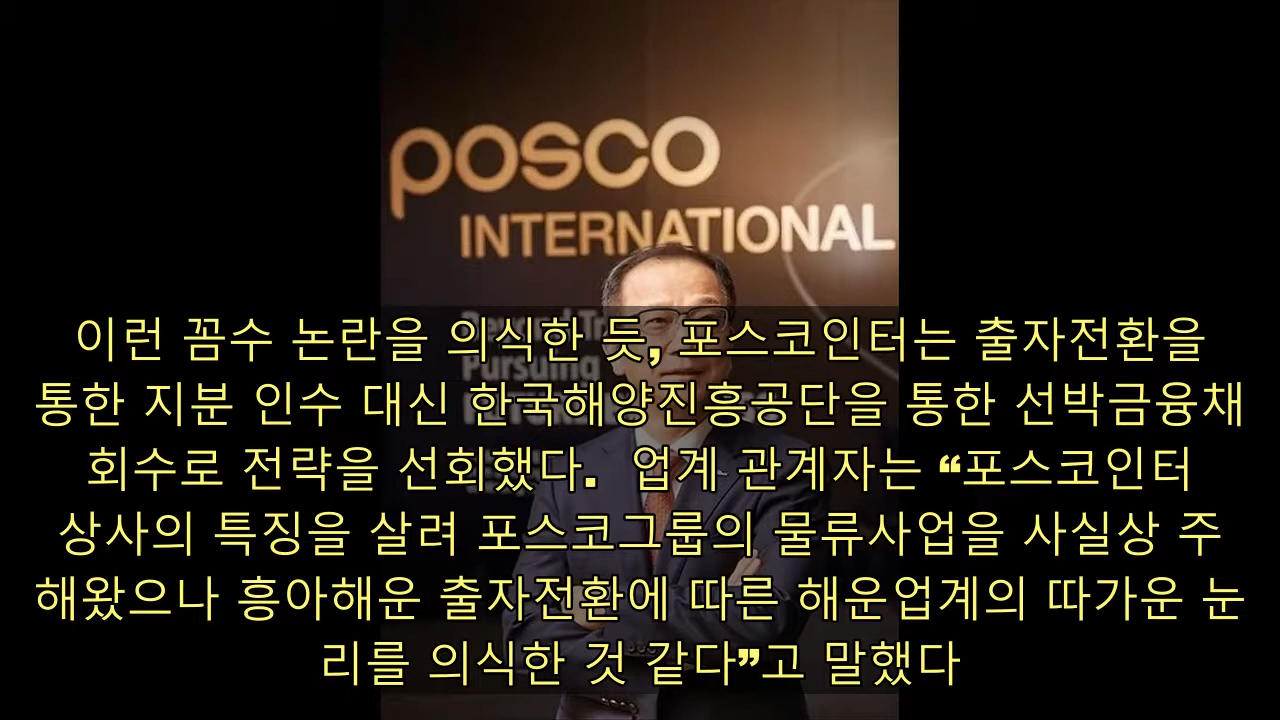 posco
INTERNATIONAL
이런 꼼수 논란을 의식한 듯, 포스코인터는 출자전환을
통한 지분 인수 대신 한국해양진흥공단을 통한 선박금융채
회수로 전략을 선회했다. 업계 관계자는 “포스코인터
상사의 특징을 살려 포스코그룹의 물류사업을 사실상 주
해왔으나 흥아해운 출자전환에 따른 해운업계의 따가운 눈
리를 의식한 것 같다”고 말했다
Pursuing